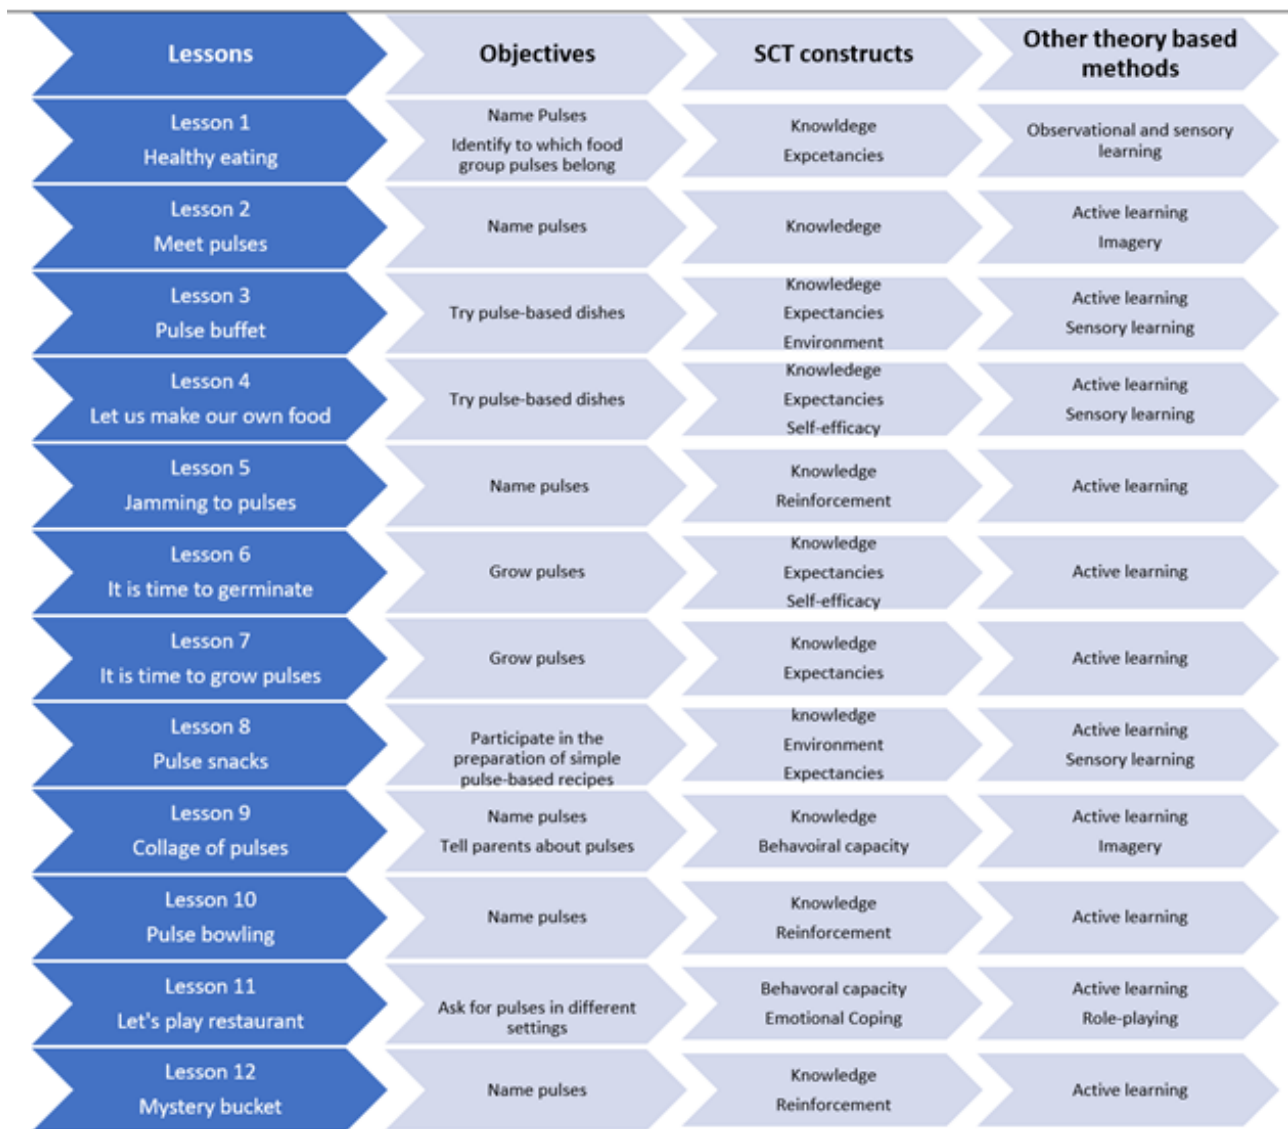 Lessons
Objectives
SCT constructs
Other theory based
methods
Lesson 1
Healthy eating
Name Pulses
Identify to which food
group pulses belong
Knowldege
Expcetancies
Observational and sensory
learning
Lesson 2
Meet pulses
Name pulses
Knowledege
Active learning
Imagery
Lesson 3
Pulse buffet
Try pulse-based dishes
Knowledege
Expectancies
Environment
Active learning
Sensory learning
Lesson 4
Let us make our own food
Try pulse-based dishes
Knowledege
Expectancies
Self-efficacy
Active learning
Sensory learning
Lesson 5
Jamming to pulses
Name pulses
Knowledge
Reinforcement
Active learning
Lesson 6
It is time to germinate
Grow pulses
Knowledge
Expectancies
Self-efficacy
Active learning
Lesson 7
It is time to grow pulses
Grow pulses
Knowledge
Expectancies
Active learning
Lesson 8
Pulse snacks
Participate in the
preparation of simple
pulse-based recipes
knowledge
Environment
Expectancies
Active learning
Sensory learning
Lesson 9
Collage of pulses
Name pulses
Tell parents about pulses
Knowledge
Behavoiral capacity
Active learning
Imagery
Lesson 10
Pulse bowling
Name pulses
Knowledge
Reinforcement
Active learning
Lesson 11
Let's play restaurant
Ask for pulses in different
settings
Behavoral capacity
Emotional Coping
Active learning
Role-playing
Lesson 12
Mystery bucket
Name pulses
Knowledge
Reinforcement
Active learning